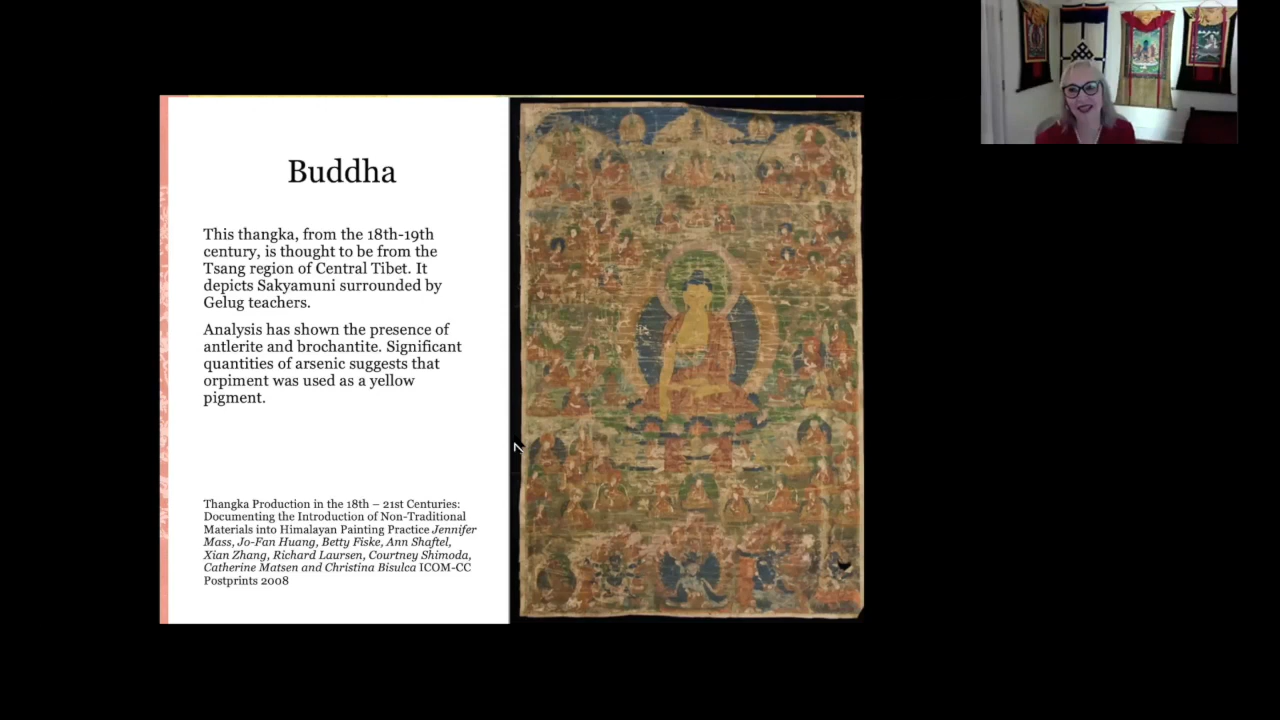 Buddha
This thangka, from the 18th-19th
century, is thought to be from the
Tsang region of Central Tibet. It
depicts Sakyamuni surrounded by
Gelug teachers.
Analysis has shown the presence of
antlerite and brochantite. Significant
quantities of arsenic suggests that
orpiment was used as a yellow
pigment.
Thangka Production in the 18th – 21st Centuries:
Documenting the Introduction of Non-Traditional
Materials into Himalayan Painting Practice Jennifer
Mass, Jo-Fan Huang, Betty Fiske, Ann Shaftel,
Xian Zhang, Richard Laursen, Courtney Shimoda,
Catherine Matsen and Christina Bisulca ICOM-CC
Postprints 2008